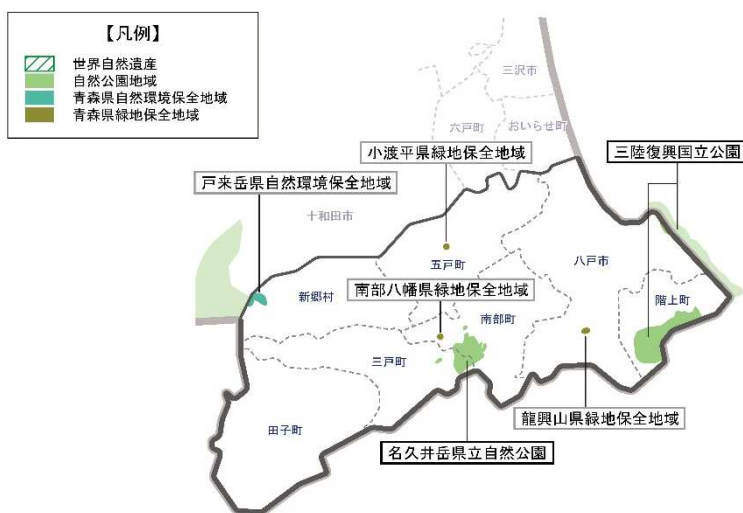 【凡例】
世界自然遺産
自然公園地域
青森県自然環境保全地域
青森県緑地保全地域
三沢市
六戸町
おいらせ町
小渡平県緑地保全地域
三陸復興国立公園
戸来岳県自然環境保全地域
十和田市
五戸町
八戸市
新郷村
南部八幡県緑地保全地域
階上町
南部町
三戸町
龍興山県緑地保全地域
田子町
名久井岳県立自然公園